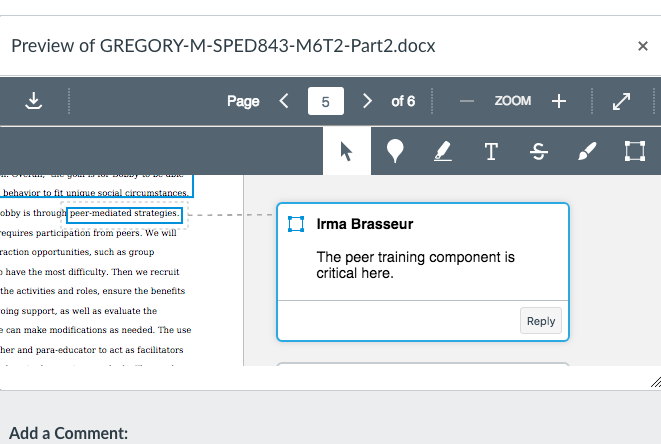 Preview of GREGORY-M-SPED843-M6T2-Part2.docx
×
Page 5 of 6 ZOOM
T S
behavior to fit unique social circumstances.
obby is through peer-mediated strategies.
requires participation from peers. We will
raction opportunities, such as group
o have the most difficulty. Then we recruit
the activities and roles, ensure the benefits
oing support, as well as evaluate the
e can make modifications as needed. The use
her and para-educator to act as facilitators
Irma Brasseur
The peer training component is
critical here.
Reply
Add a Comment: